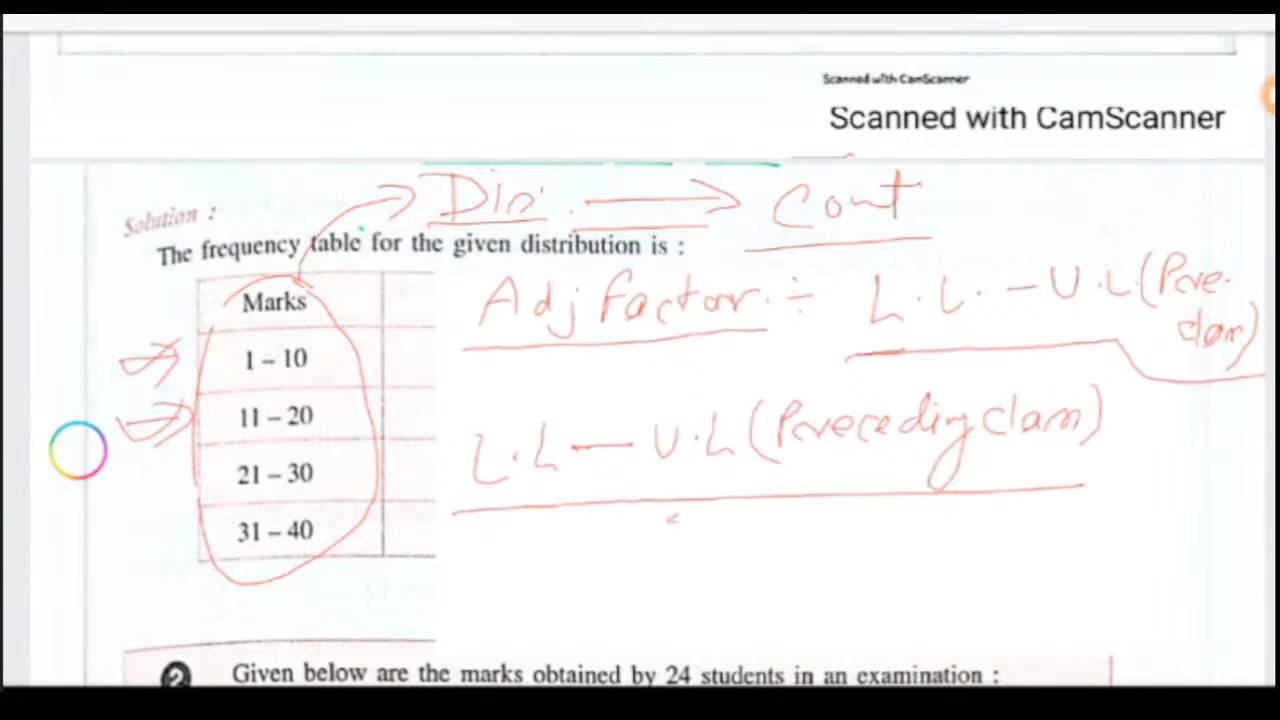 Scanned with CamScanner
Scanned with CamScanner
Dis. → Cont
Solution :
The frequency table for the given distribution is :
Marks
1 – 10
11 – 20
21 – 30
31 – 40
Adj factor ÷ L.L. – U.L. (Pre.
class)
L.L – U.L (Preceding class)
2 Given below are the marks obtained by 24 students in an examination :